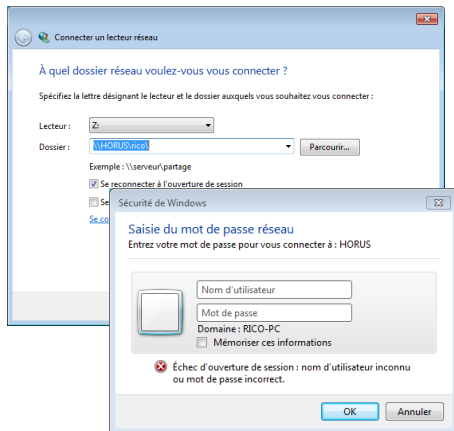 Connecter un lecteur réseau
À quel dossier réseau voulez-vous vous connecter ?
Spécifiez la lettre désignant le lecteur et le dossier auxquels vous souhaitez vous connecter :
Lecteur :
Z:
Dossier :
\\HORUS\rico\
Parcourir...
Exemple : \\serveur\partage
Se reconnecter à l'ouverture de session
Se
Se co
Sécurité de Windows
Saisie du mot de passe réseau
Entrez votre mot de passe pour vous connecter à : HORUS
Nom d'utilisateur
Mot de passe
Domaine : RICO-PC
Mémoriser ces informations
Échec d'ouverture de session : nom d'utilisateur inconnu
ou mot de passe incorrect.
OK
Annuler